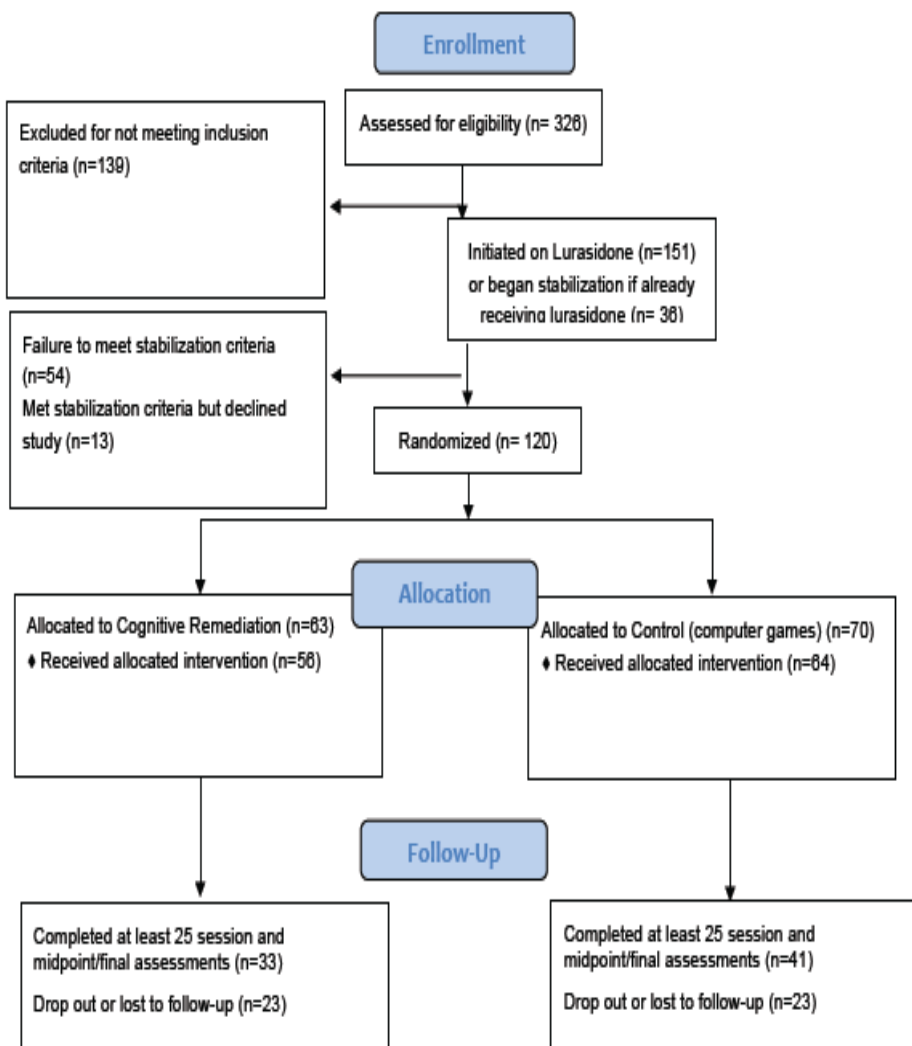 Enrollment
Assessed for eligibility (n= 326)
Excluded for not meeting inclusion
criteria (n=139)
Initiated on Lurasidone (n=151)
or began stabilization if already
receiving lurasidone (n= 36)
Failure to meet stabilization criteria
(n=54)
Met stabilization criteria but declined
study (n=13)
Randomized (n= 120)
Allocation
Allocated to Cognitive Remediation (n=63)
♦ Received allocated intervention (n=56)
Allocated to Control (computer games) (n=70)
♦ Received allocated intervention (n=64)
Follow-Up
Completed at least 25 session and
midpoint/final assessments (n=33)
Drop out or lost to follow-up (n=23)
Completed at least 25 session and
midpoint/final assessments (n=41)
Drop out or lost to follow-up (n=23)